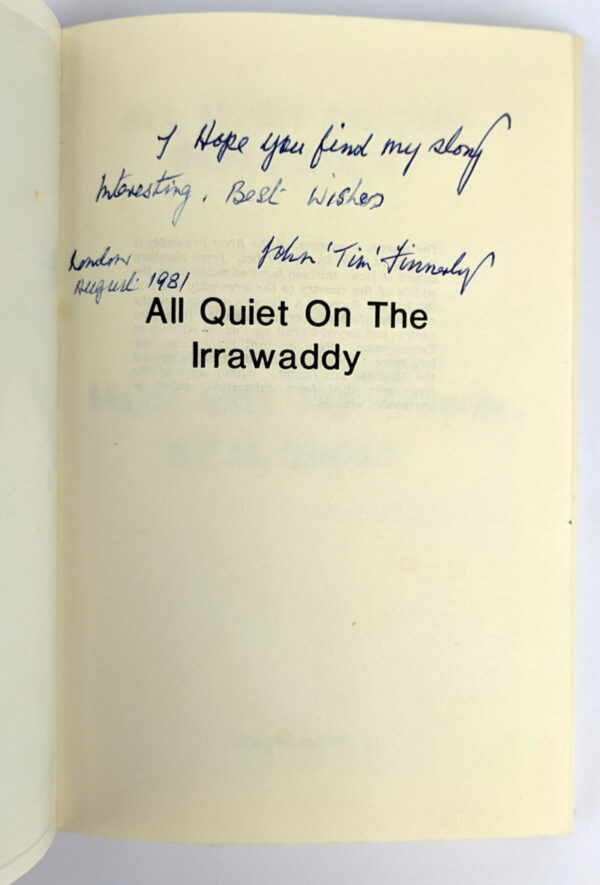 I Hope you find my story
Interesting. Best Wishes
John 'Tim' Finnerty
London
August 1981
All Quiet On The
Irrawaddy